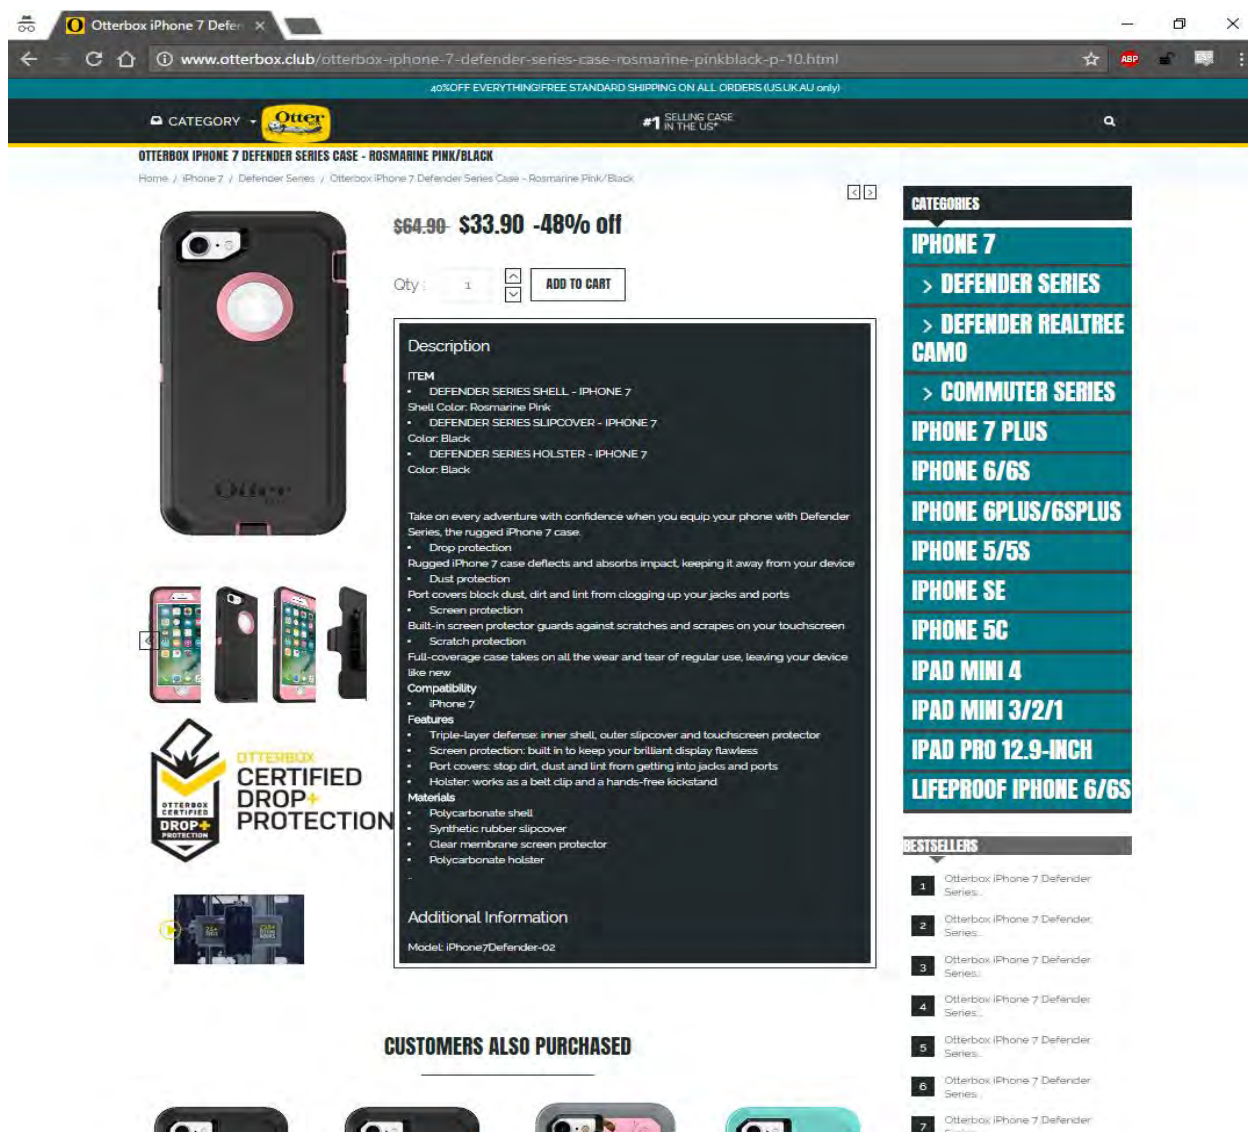 Otterbox iPhone 7 Defer
www.otterbox.club/otterbox-iphone-7-defender-series-case-rosmarine-pinkblack-p-10.html
ABP
40%OFF EVERYTHING!FREE STANDARD SHIPPING ON ALL ORDERS (US,UK,AU only)
CATEGORY
Otter
#1 SELLING CASE
IN THE US*
OTTERBOX IPHONE 7 DEFENDER SERIES CASE - ROSMARINE PINK/BLACK
Home / iPhone 7 / Defender Series / Otterbox iPhone 7 Defender Series Case - Rosmarine Pink/Black
$64.90 $33.90 -48% off
Qty : 1 ADD TO CART
Description
ITEM
• DEFENDER SERIES SHELL - IPHONE 7
Shell Color: Rosmarine Pink
• DEFENDER SERIES SLIPCOVER - IPHONE 7
Color: Black
• DEFENDER SERIES HOLSTER - IPHONE 7
Color: Black
Take on every adventure with confidence when you equip your phone with Defender
Series, the rugged iPhone 7 case.
• Drop protection
Rugged iPhone 7 case deflects and absorbs impact, keeping it away from your device
• Dust protection
Port covers block dust, dirt and lint from clogging up your jacks and ports
• Screen protection
Built-in screen protector guards against scratches and scrapes on your touchscreen
• Scratch protection
Full-coverage case takes on all the wear and tear of regular use, leaving your device
like new
Compatibility
• iPhone 7
Features
• Triple-layer defense: inner shell, outer slipcover and touchscreen protector
• Screen protection: built in to keep your brilliant display flawless
• Port covers: stop dirt, dust and lint from getting into jacks and ports
• Holster: works as a belt clip and a hands-free kickstand
Materials
• Polycarbonate shell
• Synthetic rubber slipcover
• Clear membrane screen protector
• Polycarbonate holster
..
Additional Information
Model: iPhone7Defender-02
OTTERBOX
CERTIFIED
DROP+
PROTECTION
OTTERBOX
CERTIFIED
DROP+
PROTECTION
CUSTOMERS ALSO PURCHASED
CATEGORIES
IPHONE 7
> DEFENDER SERIES
> DEFENDER REALTREE
CAMO
> COMMUTER SERIES
IPHONE 7 PLUS
IPHONE 6/6S
IPHONE 6PLUS/6SPLUS
IPHONE 5/5S
IPHONE SE
IPHONE 5C
IPAD MINI 4
IPAD MINI 3/2/1
IPAD PRO 12.9-INCH
LIFEPROOF IPHONE 6/6S
BESTSELLERS
1 Otterbox iPhone 7 Defender
Series...
2 Otterbox iPhone 7 Defender
Series...
3 Otterbox iPhone 7 Defender
Series...
4 Otterbox iPhone 7 Defender
Series...
5 Otterbox iPhone 7 Defender
Series...
6 Otterbox iPhone 7 Defender
Series...
7 Otterbox iPhone 7 Defender